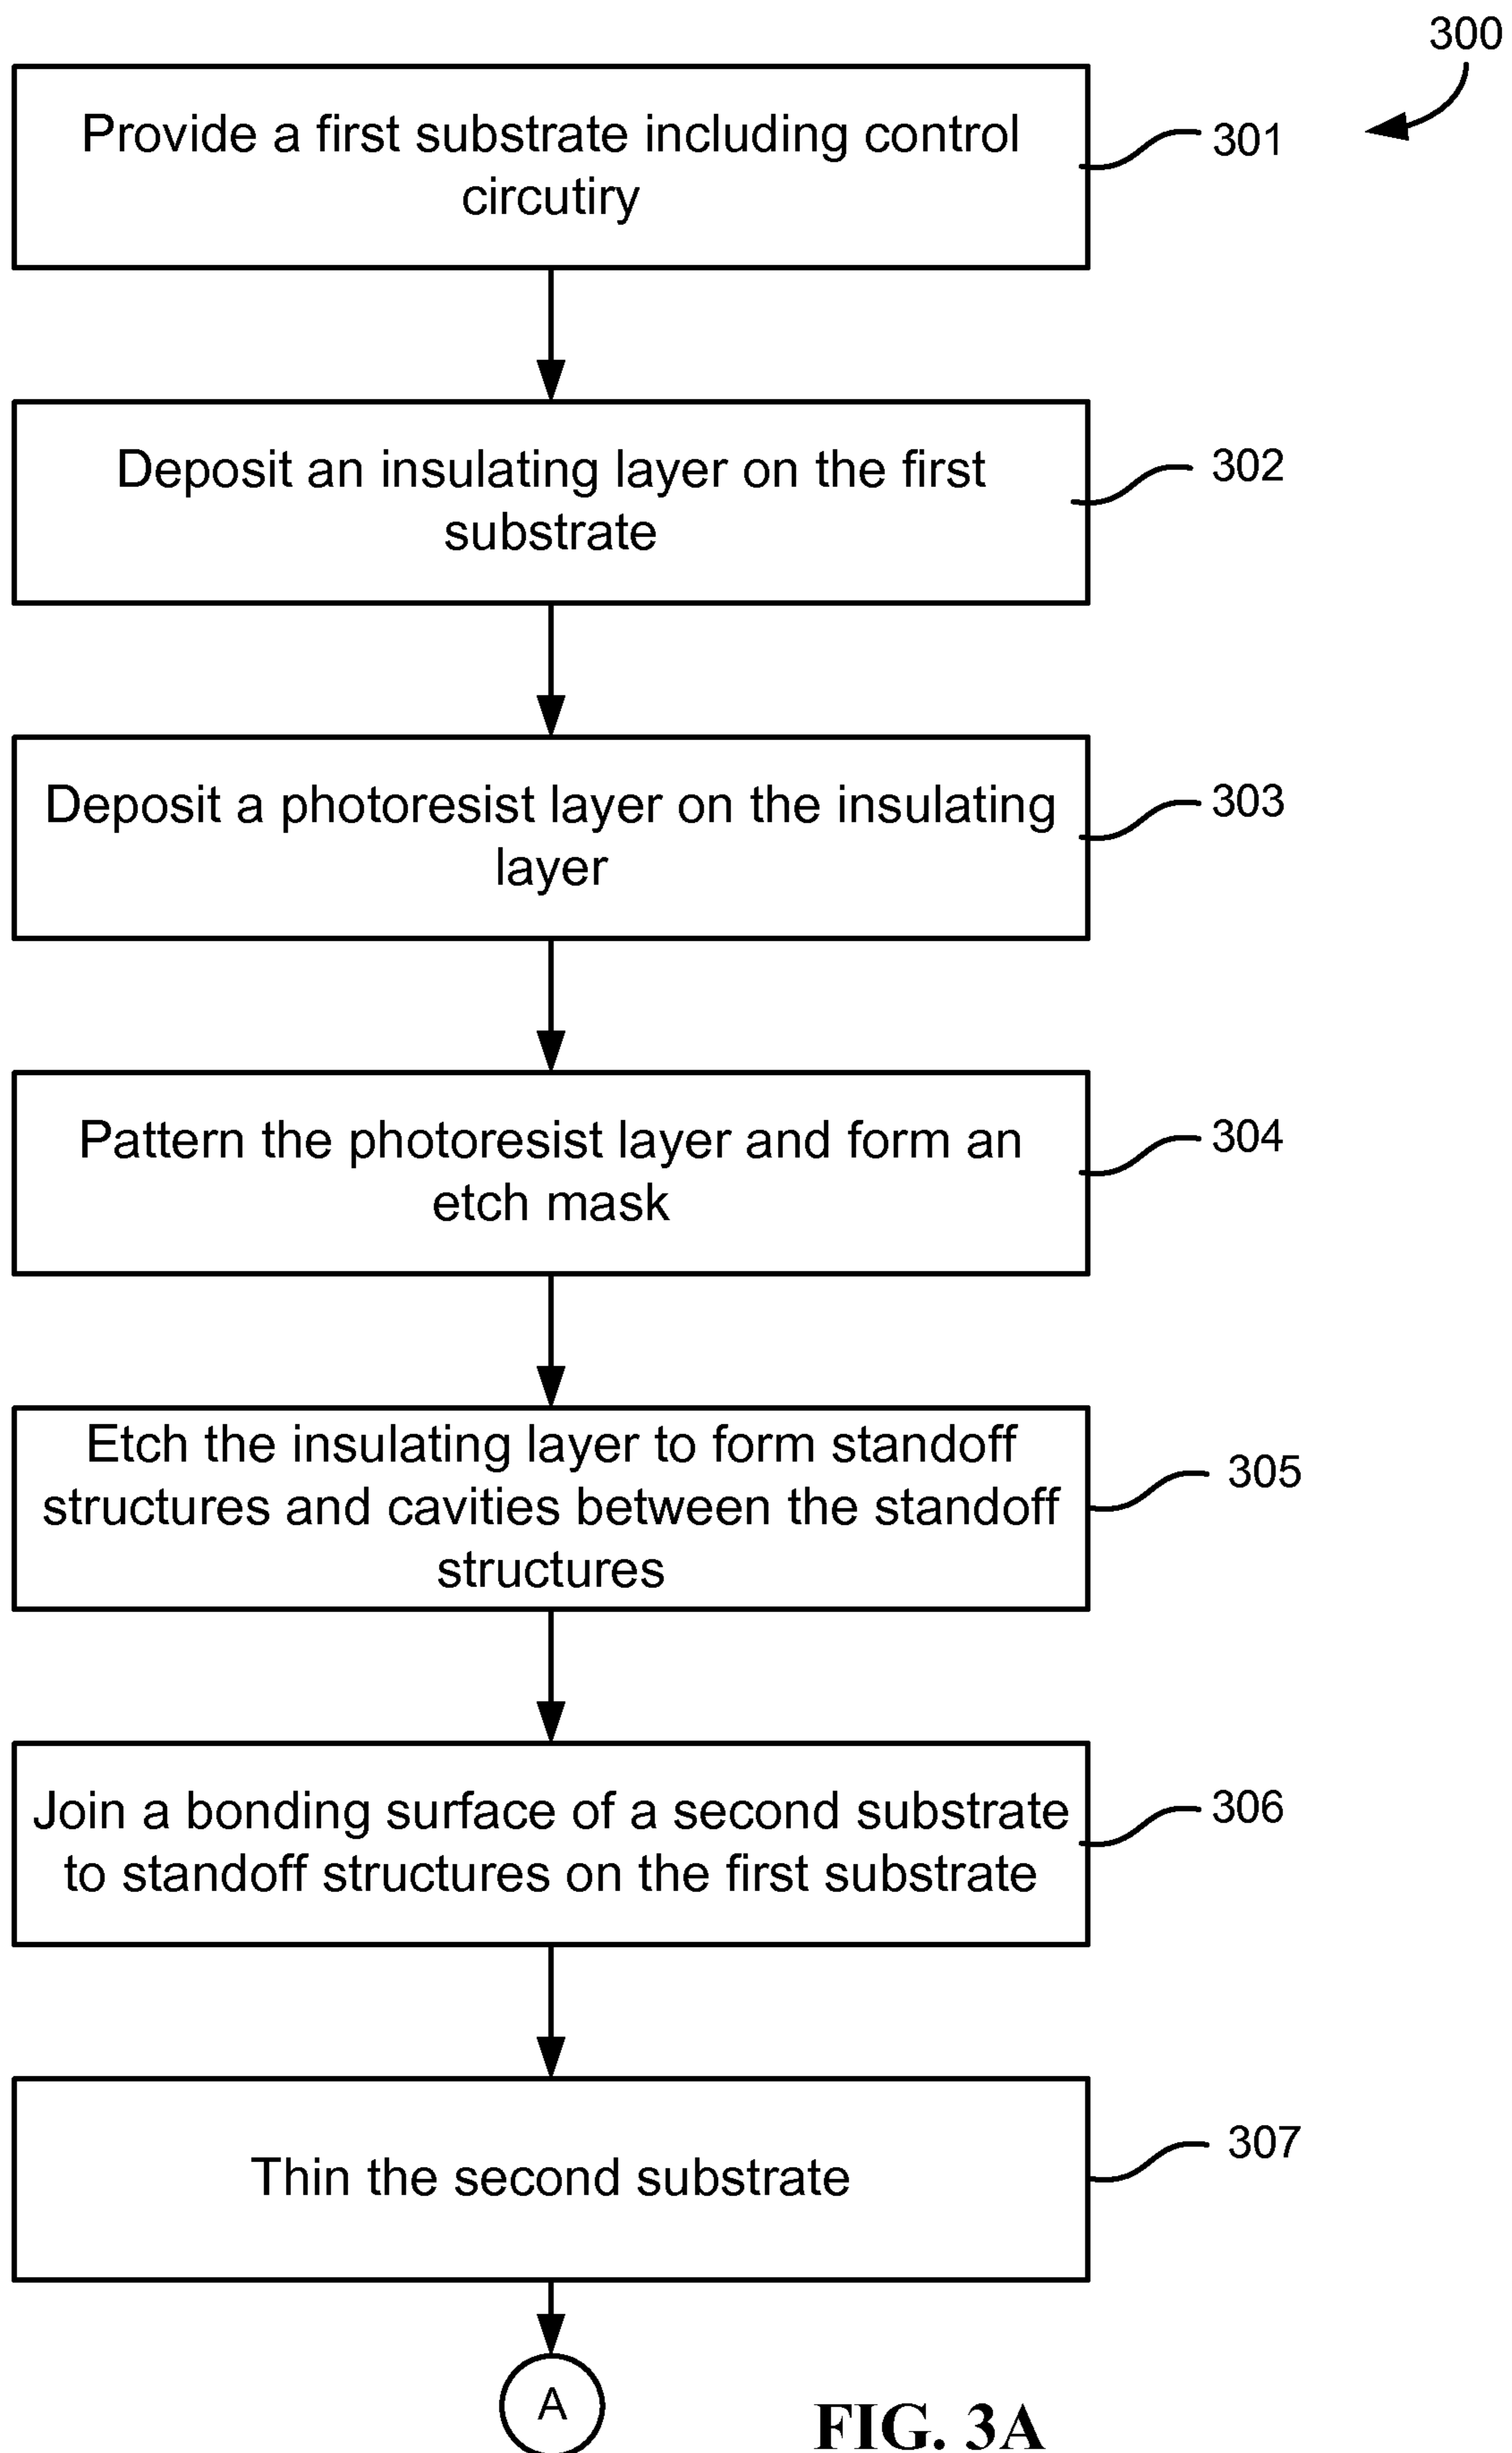 300
Provide a first substrate including control
circutiry
301
Deposit an insulating layer on the first
substrate
302
Deposit a photoresist layer on the insulating
layer
303
Pattern the photoresist layer and form an
etch mask
304
Etch the insulating layer to form standoff
structures and cavities between the standoff
structures
305
Join a bonding surface of a second substrate
to standoff structures on the first substrate
306
Thin the second substrate
307
A
FIG. 3A